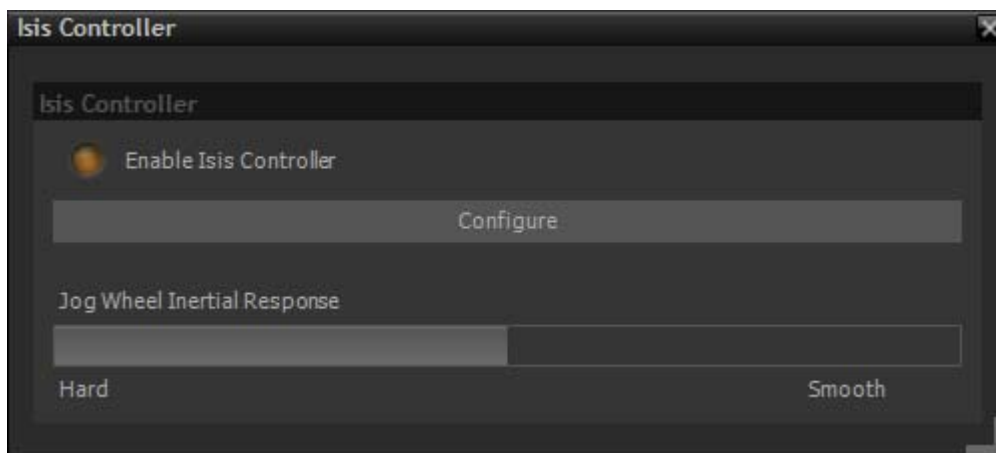 Isis Controller
Isis Controller
Enable Isis Controller
Configure
Jog Wheel Inertial Response
Hard Smooth